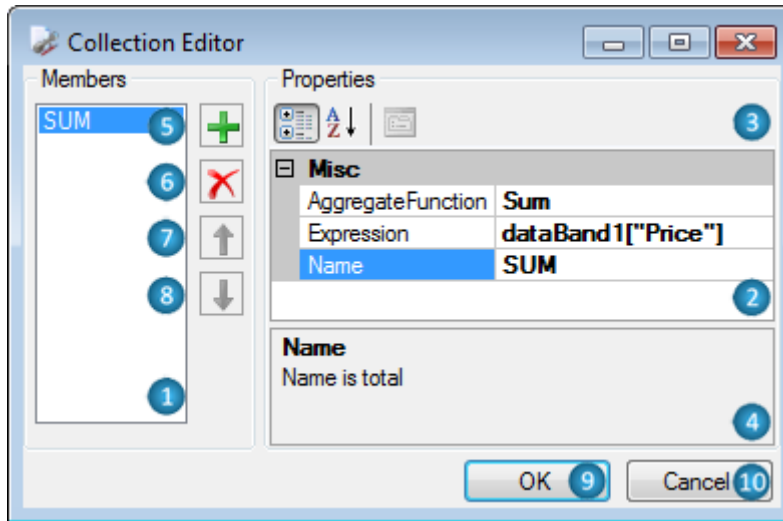 Collection Editor
Members
Properties
SUM
5
A
Z
3
6
Misc
AggregateFunction Sum
7
Expression dataBand1["Price"]
Name SUM
8
2
Name
Name is total
1
4
OK 9 Cancel 10